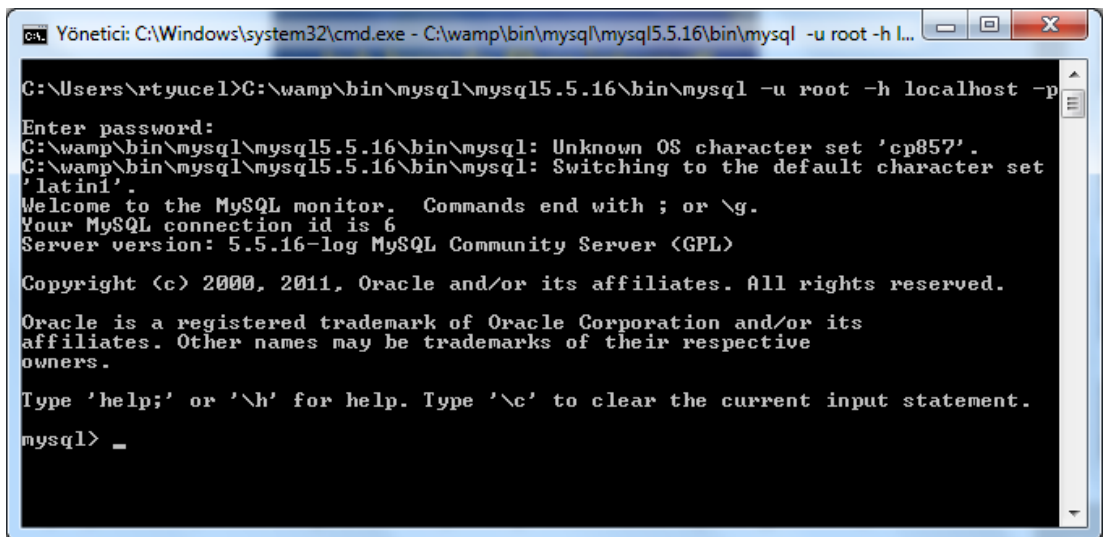 Yönetici: C:\Windows\system32\cmd.exe - C:\wamp\bin\mysql\mysql5.5.16\bin\mysql -u root -h l...
C:\Users\rtyucel>C:\wamp\bin\mysql\mysql5.5.16\bin\mysql -u root -h localhost -p
Enter password:
C:\wamp\bin\mysql\mysql5.5.16\bin\mysql: Unknown OS character set 'cp857'.
C:\wamp\bin\mysql\mysql5.5.16\bin\mysql: Switching to the default character set
'latin1'.
Welcome to the MySQL monitor.  Commands end with ; or \g.
Your MySQL connection id is 6
Server version: 5.5.16-log MySQL Community Server (GPL)
Copyright (c) 2000, 2011, Oracle and/or its affiliates. All rights reserved.
Oracle is a registered trademark of Oracle Corporation and/or its
affiliates. Other names may be trademarks of their respective
owners.
Type 'help;' or '\h' for help. Type '\c' to clear the current input statement.
mysql> _